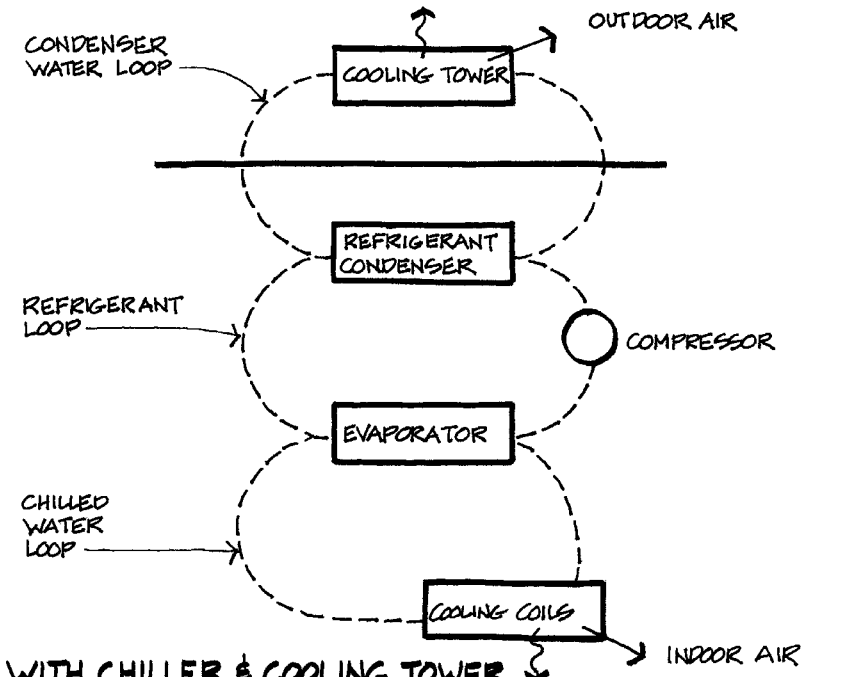 OUTDOOR AIR
CONDENSER
WATER LOOP
COOLING TOWER
REFRIGERANT
CONDENSER
REFRIGERANT
LOOP
COMPRESSOR
EVAPORATOR
CHILLED
WATER
LOOP
COOLING COILS
INDOOR AIR
WITH CHILLER & COOLING TOWER